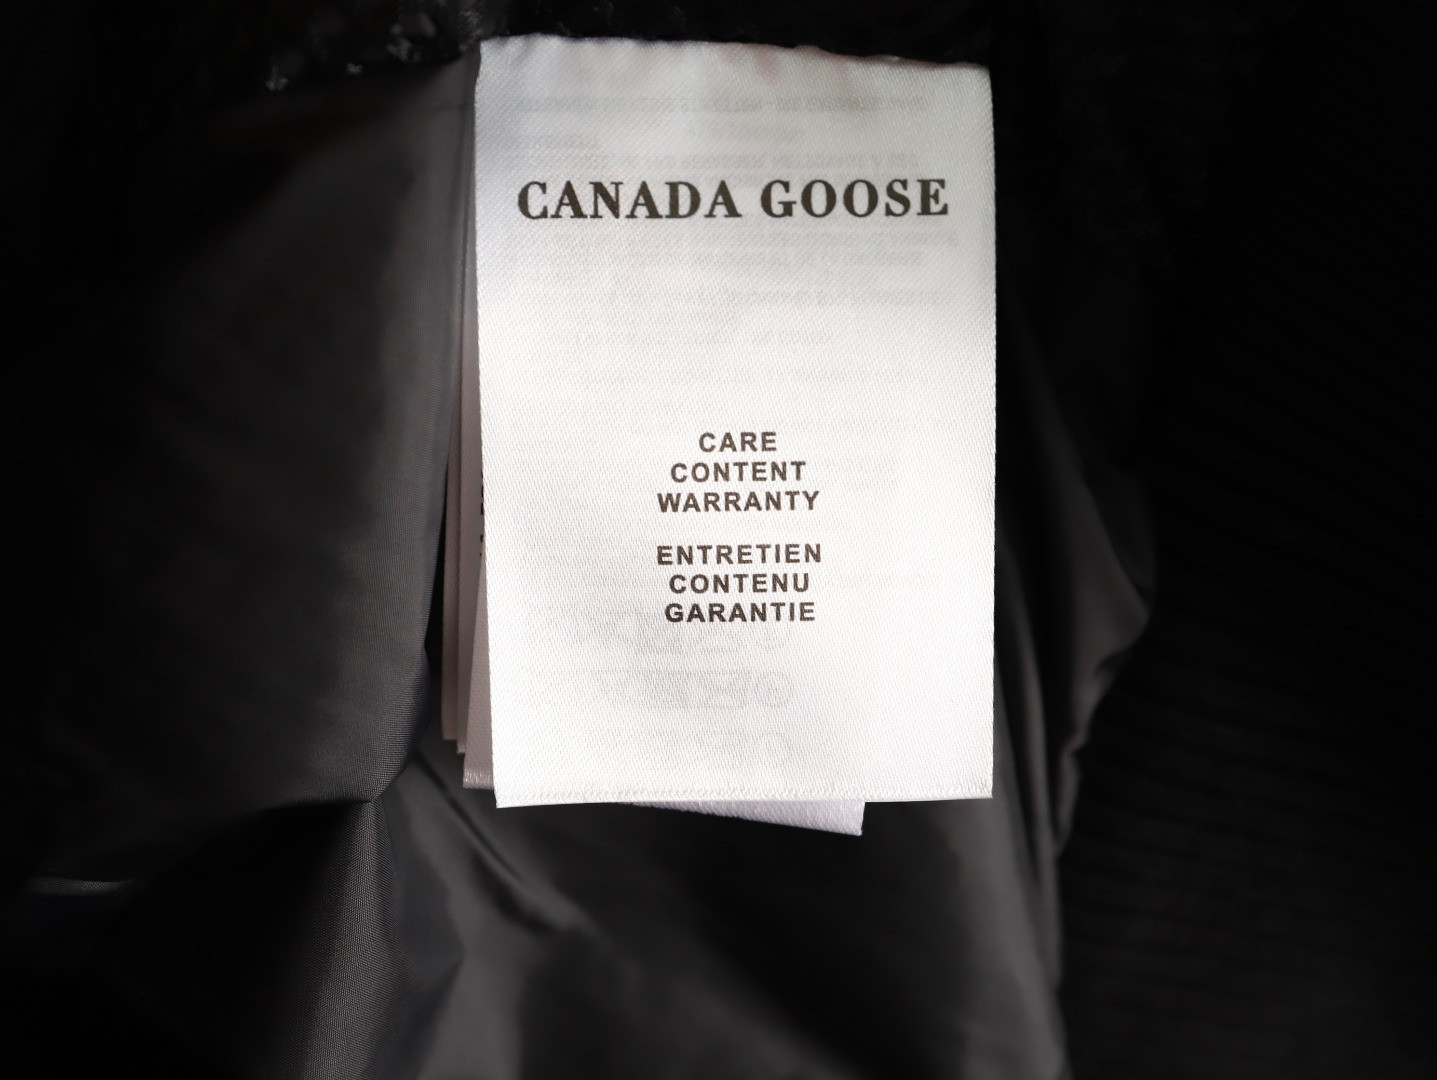 CANADA GOOSE
CARE
CONTENT
WARRANTY
ENTRETIEN
CONTENU
GARANTIE